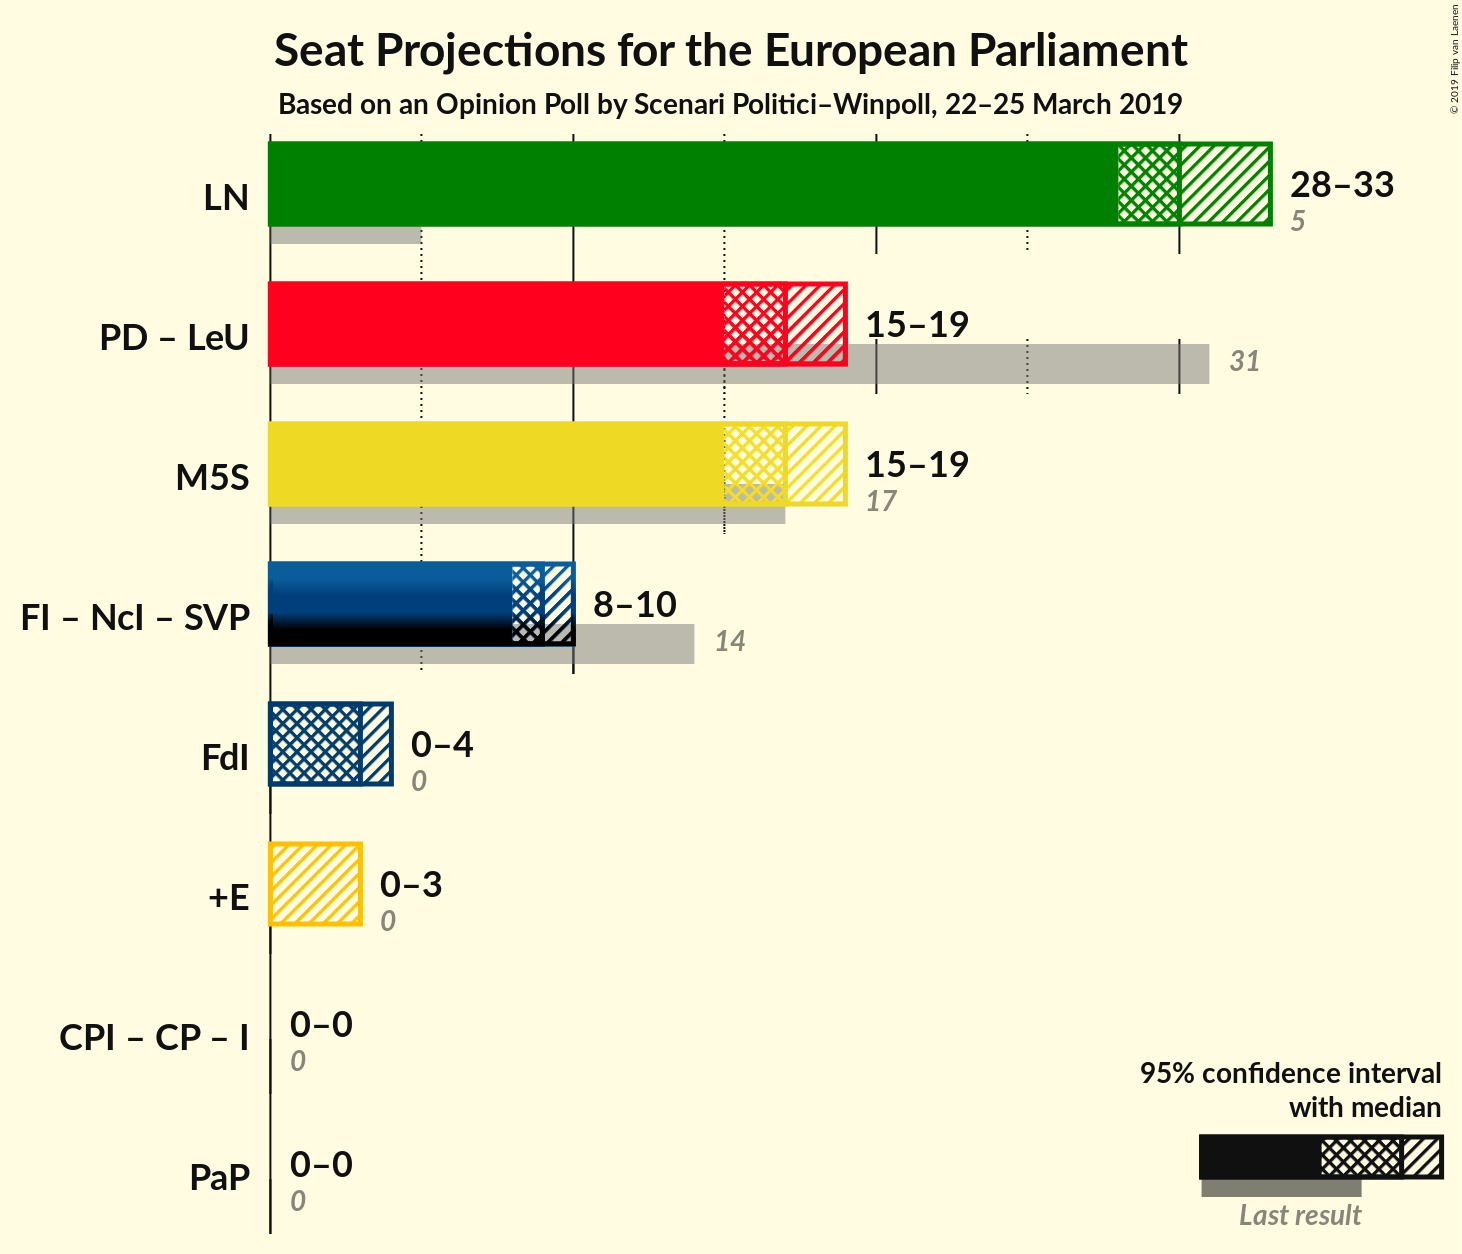 Seat Projections for the European Parliament
Based on an Opinion Poll by Scenari Politici–Winpoll, 22–25 March 2019
© 2019 Filip van Laenen
LN
28–33
5
PD – LeU
15–19
31
M5S
15–19
17
FI – NcI – SVP
8–10
14
FdI
0–4
0
+E
0–3
0
CPI – CP – I
0–0
0
PaP
0–0
0
95% confidence interval
with median
Last result